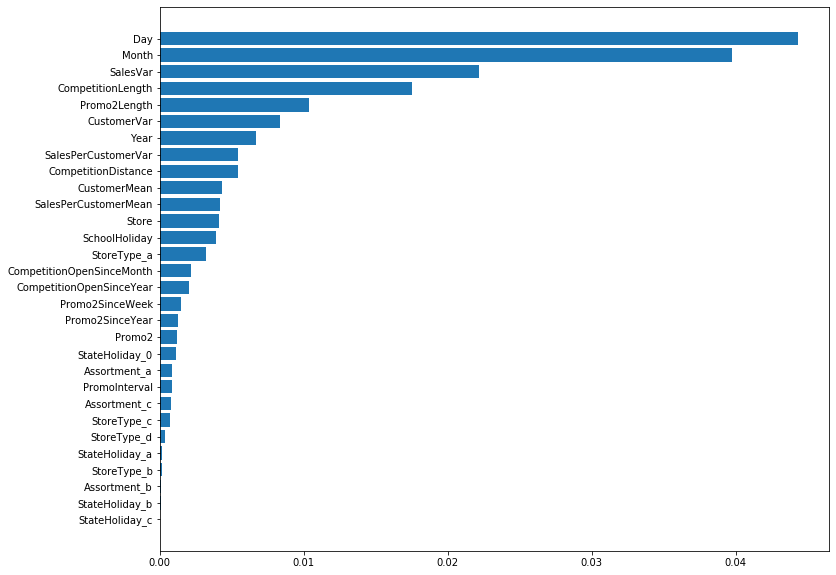 Day
Month
SalesVar
CompetitionLength
Promo2Length
CustomerVar
Year
SalesPerCustomerVar
CompetitionDistance
CustomerMean
SalesPerCustomerMean
Store
SchoolHoliday
StoreType_a
CompetitionOpenSinceMonth
CompetitionOpenSinceYear
Promo2SinceWeek
Promo2SinceYear
Promo2
StateHoliday_0
Assortment_a
PromoInterval
Assortment_c
StoreType_c
StoreType_d
StateHoliday_a
StoreType_b
Assortment_b
StateHoliday_b
StateHoliday_c
0.00 0.01 0.02 0.03 0.04